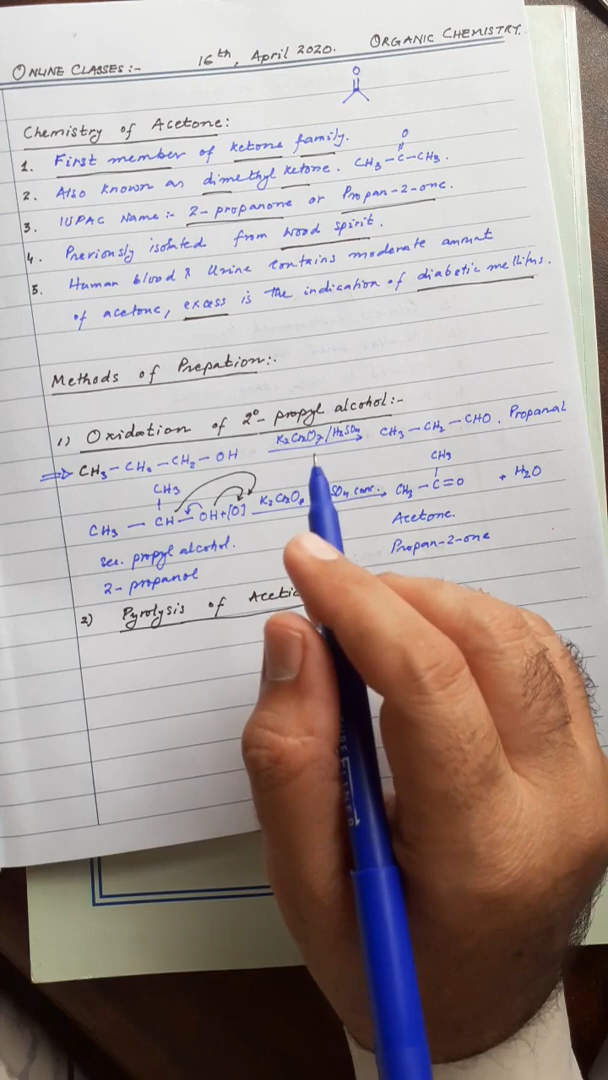 ONLINE CLASSES:- 16th, April 2020. ORGANIC CHEMISTRY.
O
Chemistry of Acetone:
1. First member of ketone family.
O
2. Also known as dimethyl ketone. CH3-C-CH3.
3. IUPAC Name:- 2-propanone or Propan-2-one.
4. Previously isolated from wood spirit.
5. Human blood & Urine contains moderate ammat
of acetone, excess is the indication of diabetic mellitus.
Methods of Prepation:-
1) Oxidation of 2°-propyl alcohol:-
⇒ CH3-CH2-CH2-OH K2Cr2O7/H2SO4 CH3-CH2-CHO. Propanal
CH3 CH3
CH3-CH-OH+[O] K2Cr2O SO4 conc. CH3-C=O + H2O
sec. propyl alcohol. Acetone.
2-propanol Propan-2-one
2) Pyrolysis of Acetic